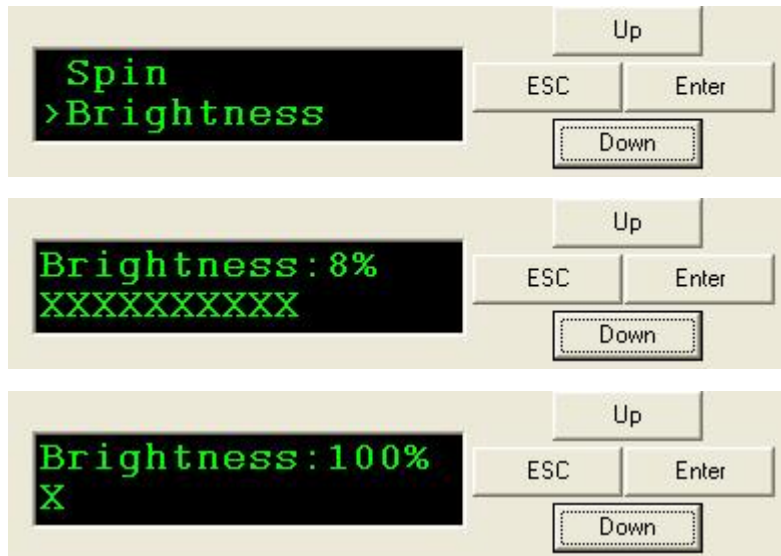 Spin
>Brightness
Up
ESC Enter
Down
Brightness:8%
XXXXXXXXXX
Up
ESC Enter
Down
Brightness:100%
X
Up
ESC Enter
Down